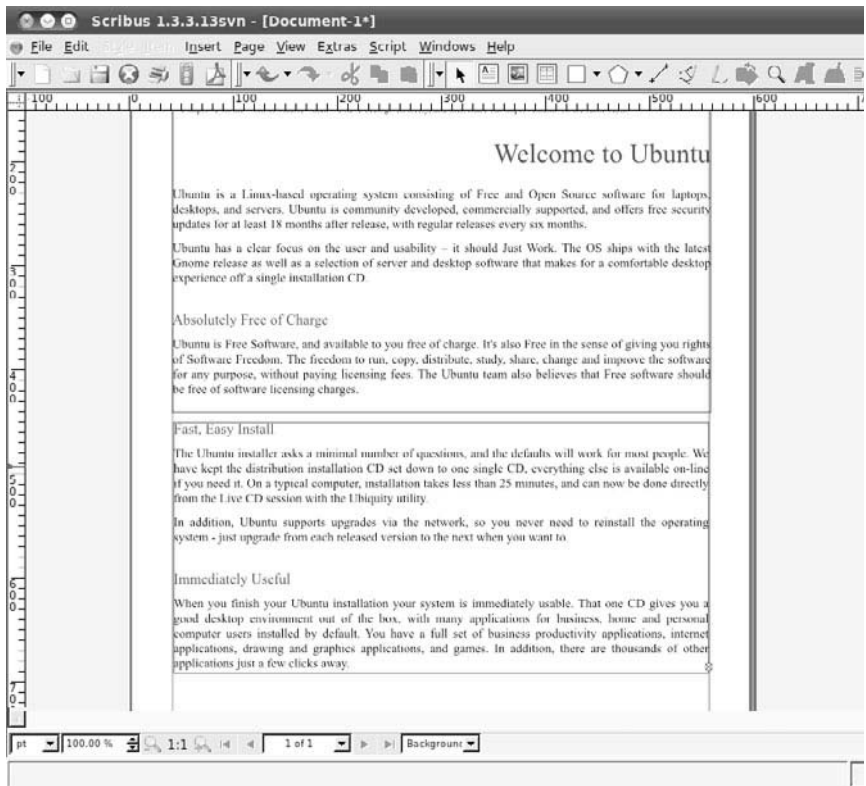 Scribus 1.3.3.13svn - [Document-1*]
File Edit Style Item Insert Page View Extras Script Windows Help
100 0 100 200 300 400 500 600
200
300
400
500
600
Welcome to Ubuntu
Ubuntu is a Linux-based operating system consisting of Free and Open Source software for laptops,
desktops, and servers. Ubuntu is community developed, commercially supported, and offers free security
updates for at least 18 months after release, with regular releases every six months.
Ubuntu has a clear focus on the user and usability – it should Just Work. The OS ships with the latest
Gnome release as well as a selection of server and desktop software that makes for a comfortable desktop
experience off a single installation CD.
Absolutely Free of Charge
Ubuntu is Free Software, and available to you free of charge. It's also Free in the sense of giving you rights
of Software Freedom. The freedom to run, copy, distribute, study, share, change and improve the software
for any purpose, without paying licensing fees. The Ubuntu team also believes that Free software should
be free of software licensing charges.
Fast, Easy Install
The Ubuntu installer asks a minimal number of questions, and the defaults will work for most people. We
have kept the distribution installation CD set down to one single CD, everything else is available on-line
if you need it. On a typical computer, installation takes less than 25 minutes, and can now be done directly
from the Live CD session with the Ubiquity utility.
In addition, Ubuntu supports upgrades via the network, so you never need to reinstall the operating
system - just upgrade from each released version to the next when you want to.
Immediately Useful
When you finish your Ubuntu installation your system is immediately usable. That one CD gives you a
good desktop environment out of the box, with many applications for business, home and personal
computer users installed by default. You have a full set of business productivity applications, internet
applications, drawing and graphics applications, and games. In addition, there are thousands of other
applications just a few clicks away.
pt 100.00 % 1:1 1 of 1 Background